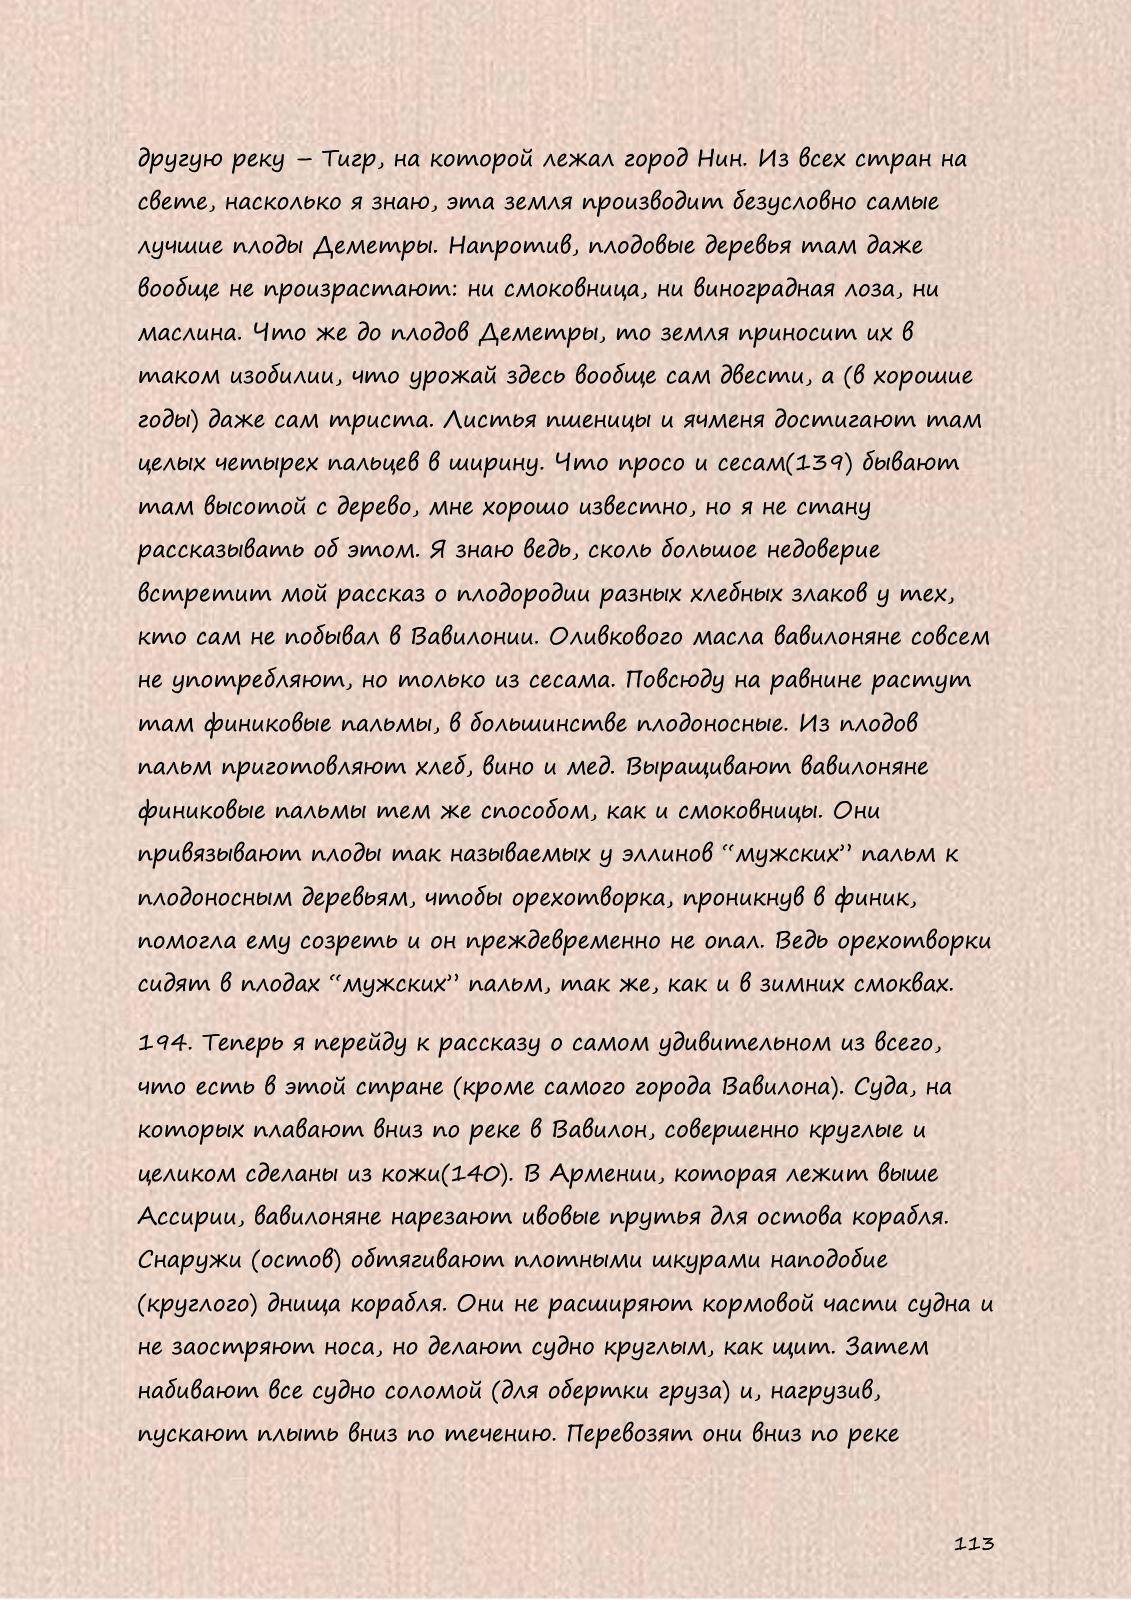 другую реку – Тигр, на которой лежал город Нин. Из всех стран на
свете, насколько я знаю, эта земля производит безусловно самые
лучшие плоды Деметры. Напротив, плодовые деревья там даже
вообще не произрастают: ни смоковница, ни виноградная лоза, ни
маслина. Что же до плодов Деметры, то земля приносит их в
таком изобилии, что урожай здесь вообще сам двести, а (в хорошие
годы) даже сам триста. Листья пшеницы и ячменя достигают там
целых четырех пальцев в ширину. Что просо и сесам(139) бывают
там высотой с дерево, мне хорошо известно, но я не стану
рассказывать об этом. Я знаю ведь, сколь большое недоверие
встретит мой рассказ о плодородии разных хлебных злаков у тех,
кто сам не побывал в Вавилонии. Оливкового масла вавилоняне совсем
не употребляют, но только из сесама. Повсюду на равнине растут
там финиковые пальмы, в большинстве плодоносные. Из плодов
пальм приготовляют хлеб, вино и мед. Выращивают вавилоняне
финиковые пальмы тем же способом, как и смоковницы. Они
привязывают плоды так называемых у эллинов “мужских” пальм к
плодоносным деревьям, чтобы орехотворка, проникнув в финик,
помогла ему созреть и он преждевременно не опал. Ведь орехотворки
сидят в плодах “мужских” пальм, так же, как и в зимних смоквах.
194. Теперь я перейду к рассказу о самом удивительном из всего,
что есть в этой стране (кроме самого города Вавилона). Суда, на
которых плавают вниз по реке в Вавилон, совершенно круглые и
целиком сделаны из кожи(140). В Армении, которая лежит выше
Ассирии, вавилоняне нарезают ивовые прутья для остова корабля.
Снаружи (остов) обтягивают плотными шкурами наподобие
(круглого) днища корабля. Они не расширяют кормовой части судна и
не заостряют носа, но делают судно круглым, как щит. Затем
набивают все судно соломой (для обертки груза) и, нагрузив,
пускают плыть вниз по течению. Перевозят они вниз по реке
113